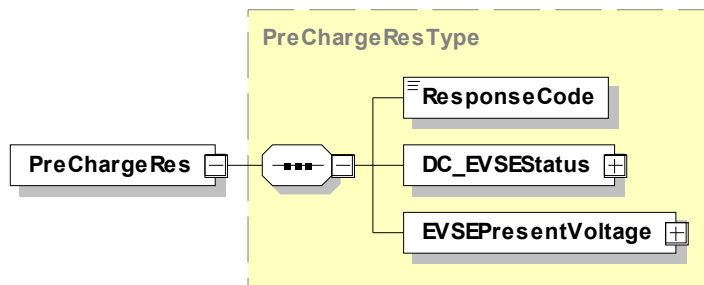 PreChargeResType
ResponseCode
PreChargeRes
DC_EVSEStatus
EVSEPresentVoltage